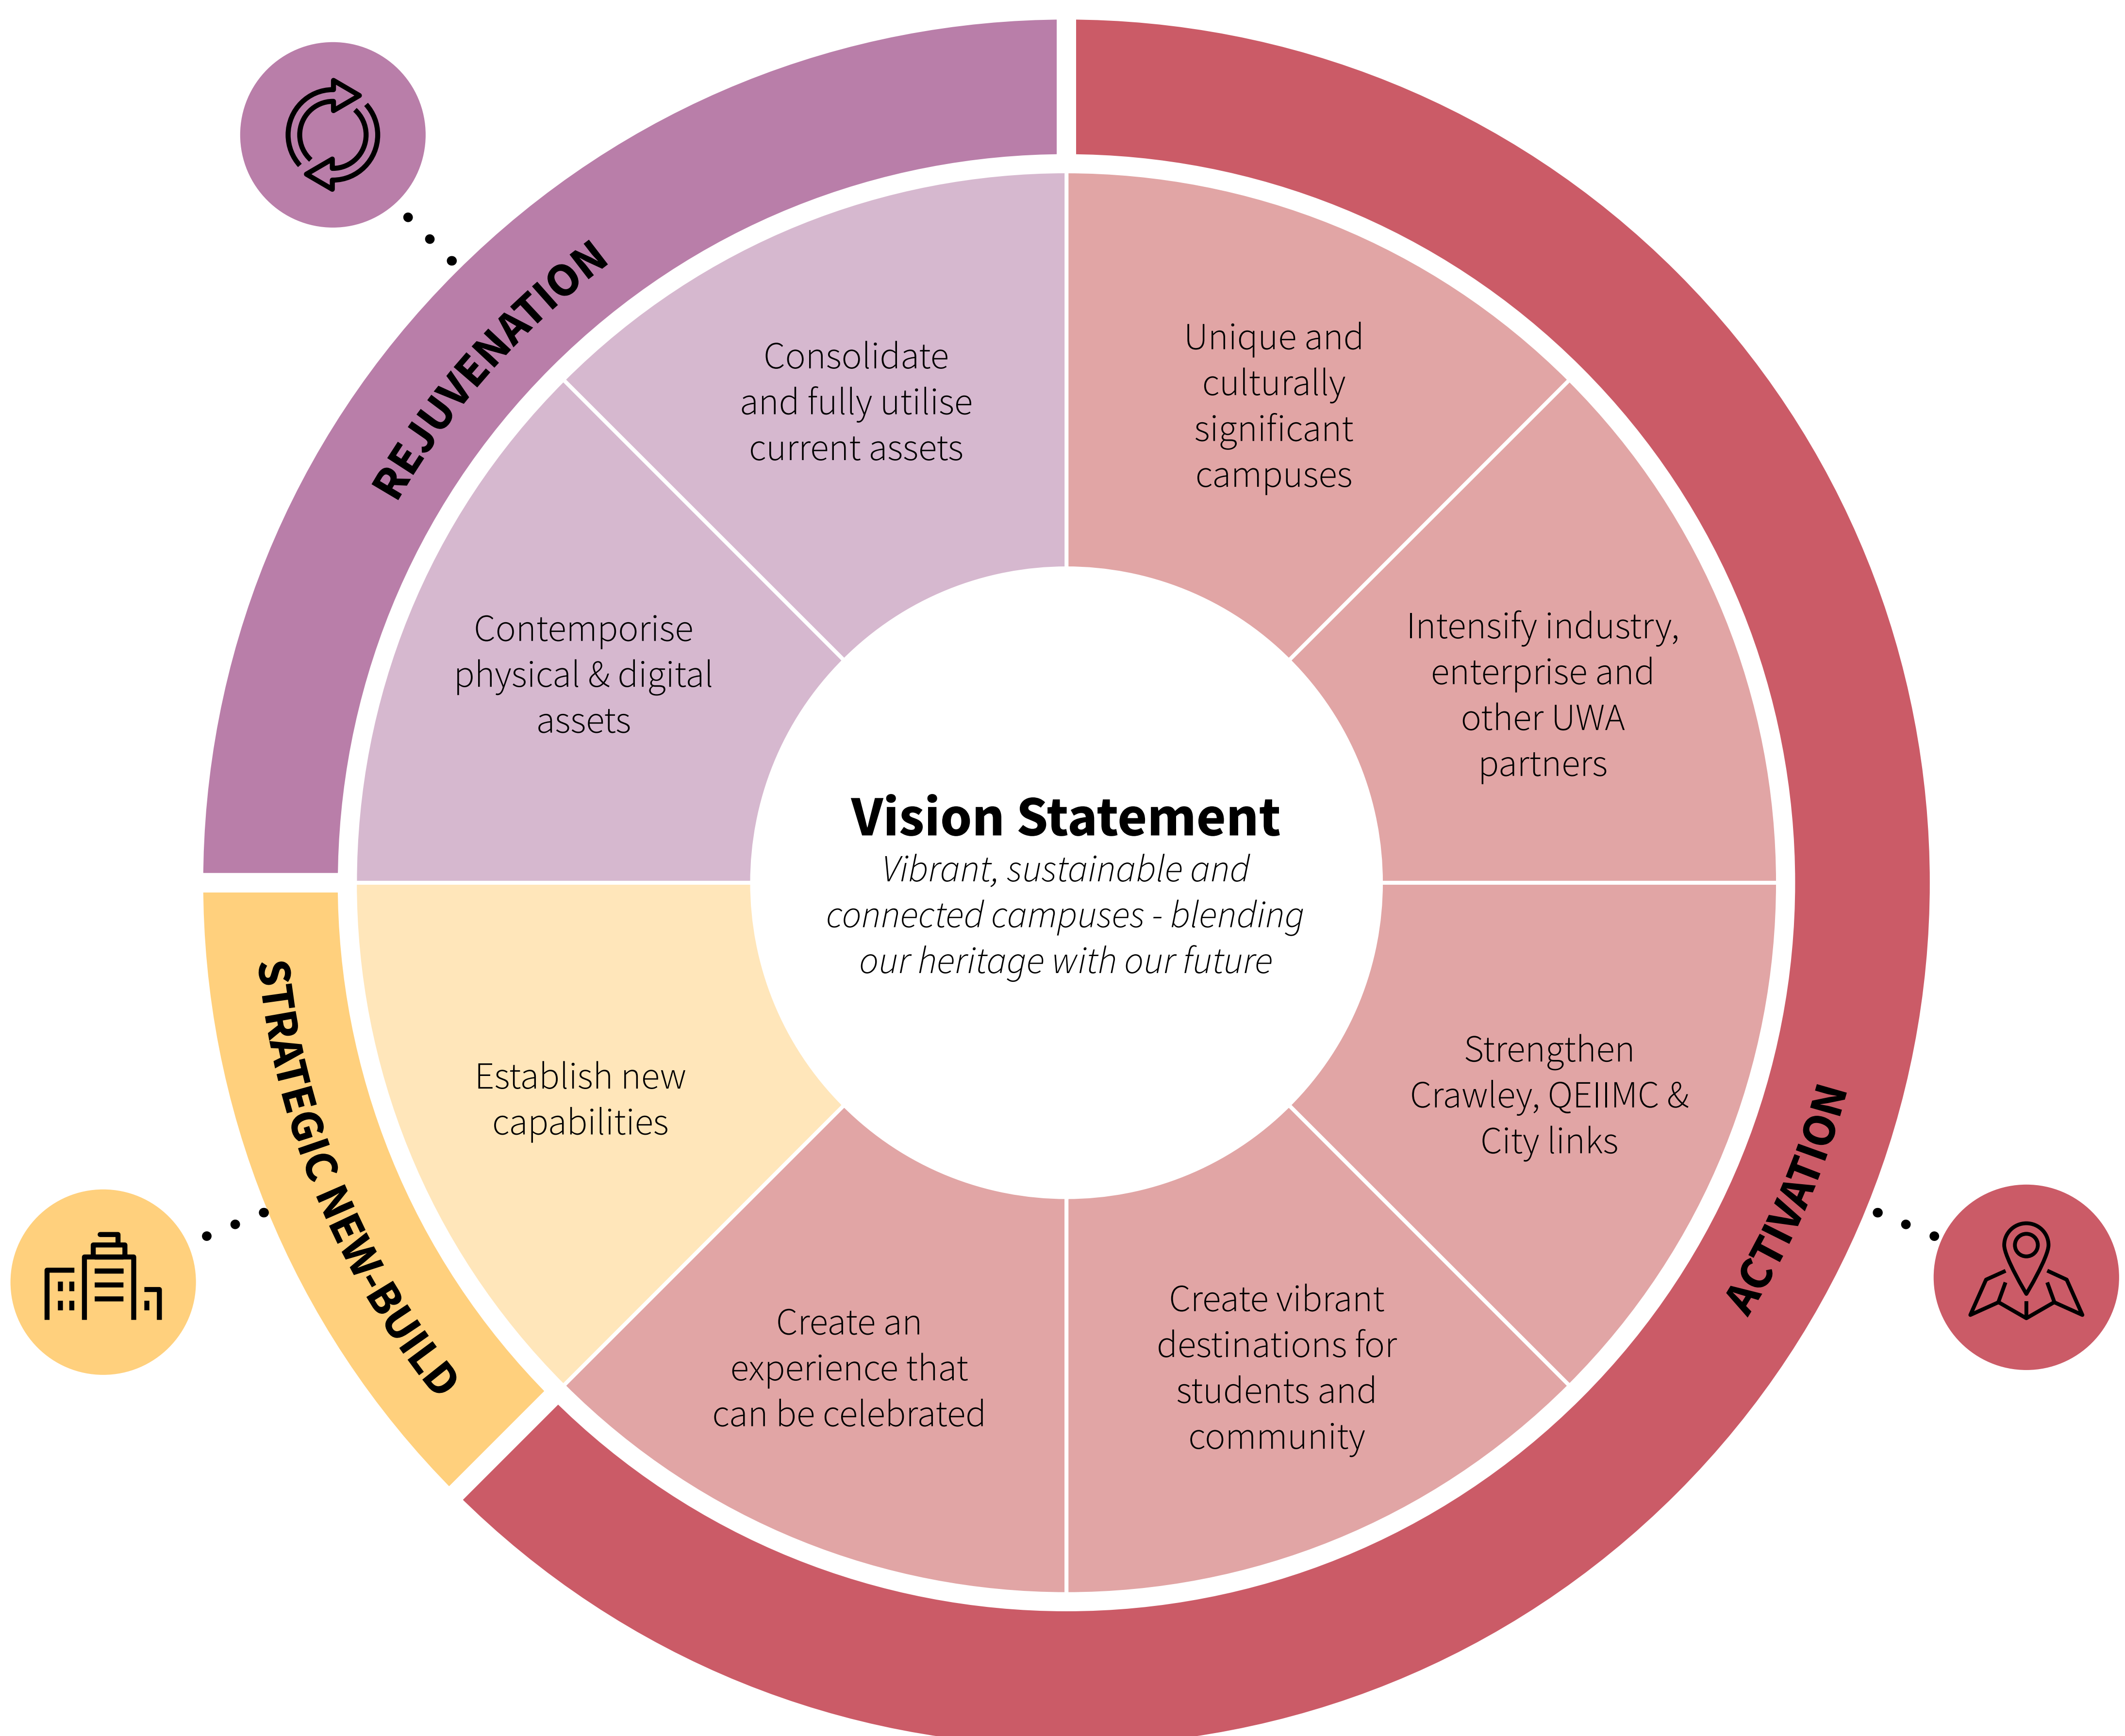 REJUVENATION
Consolidate
and fully utilise
current assets
Unique and
culturally
significant
campuses
Contemporise
physical & digital
assets
Intensify industry,
enterprise and
other UWA
partners
Vision Statement
Vibrant, sustainable and
connected campuses - blending
our heritage with our future
STRATEGIC NEW-BUILD
Establish new
capabilities
Strengthen
Crawley, QEIIMC &
City links
ACTIVATION
Create an
experience that
can be celebrated
Create vibrant
destinations for
students and
community